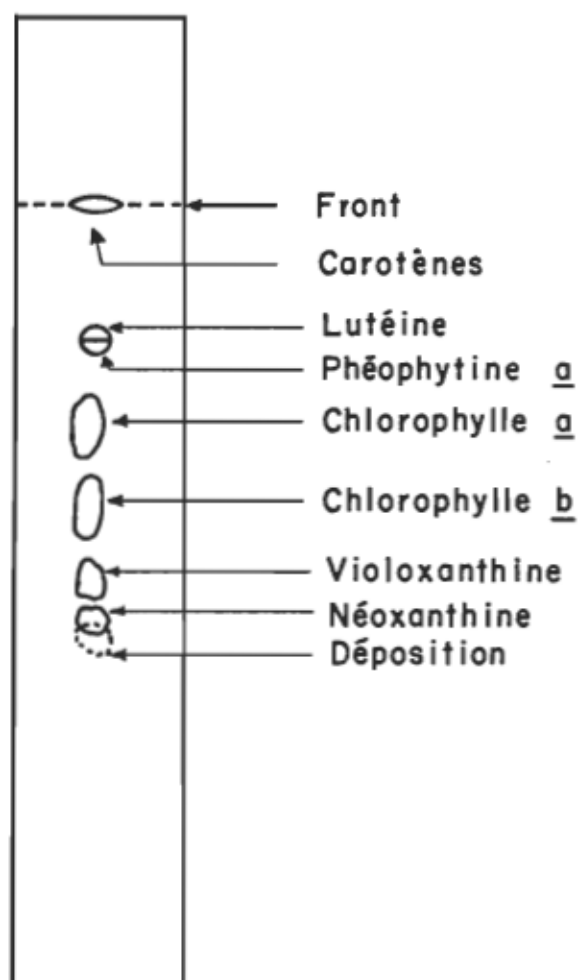 Front
Carotènes
Lutéine
Phéophytine a
Chlorophylle a
Chlorophylle b
Violoxanthine
Néoxanthine
Déposition